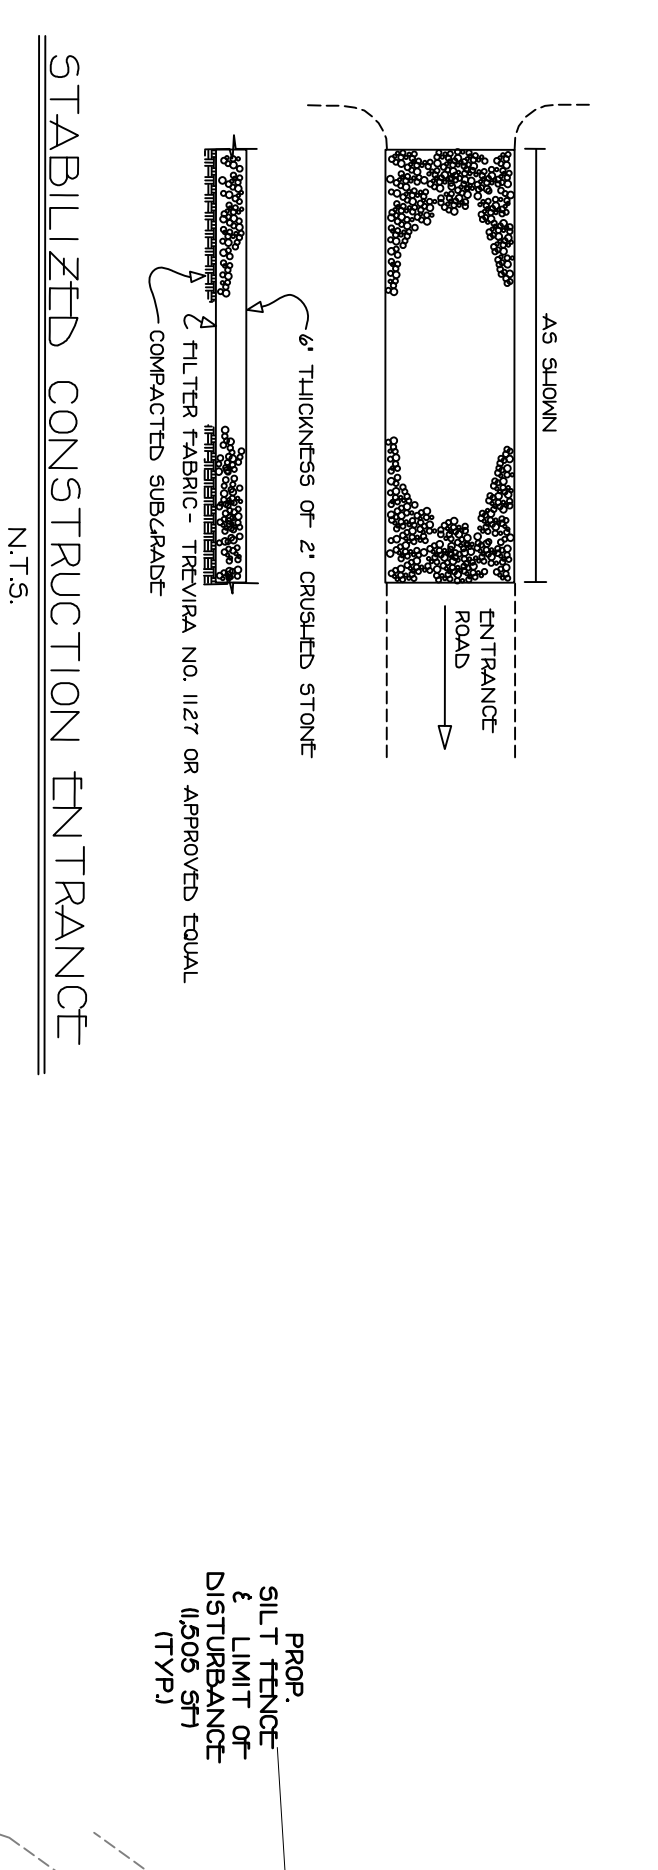 AS SHOWN
ENTRANCE
ROAD
6" THICKNESS OF 2" CRUSHED STONE
FILTER FABRIC- TREVIRA NO. 1127 OR APPROVED EQUAL
COMPACTED SUBGRADE
STABILIZED CONSTRUCTION ENTRANCE
N.T.S.
PROP.
SILT FENCE
& LIMIT OF
DISTURBANCE
(1,505 SF)
(TYP.)